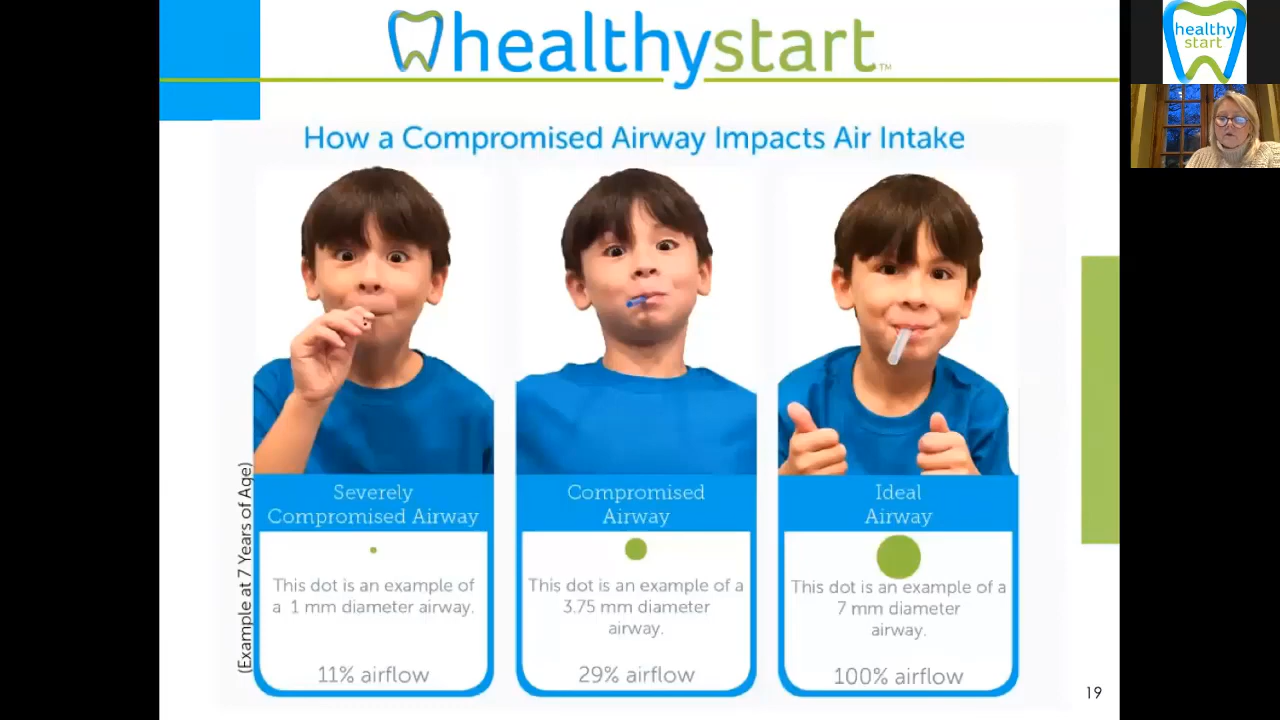 healthystart™
healthy
start
How a Compromised Airway Impacts Air Intake
(Example at 7 Years of Age)
Severely
Compromised Airway
This dot is an example of
a 1 mm diameter airway.
11% airflow
Compromised
Airway
This dot is an example of a
3.75 mm diameter
airway.
29% airflow
Ideal
Airway
This dot is an example of a
7 mm diameter
airway.
100% airflow
19